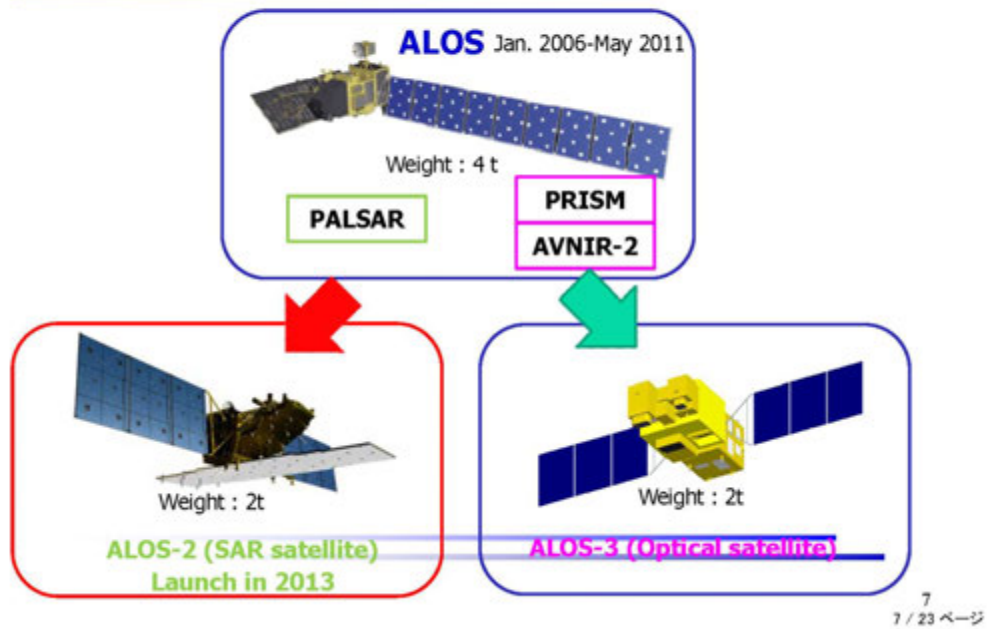 ALOS Jan. 2006-May 2011
Weight : 4 t
PALSAR
PRISM
AVNIR-2
Weight : 2t
ALOS-2 (SAR satellite)
Launch in 2013
Weight : 2t
ALOS-3 (Optical satellite)
7
7 / 23 ページ